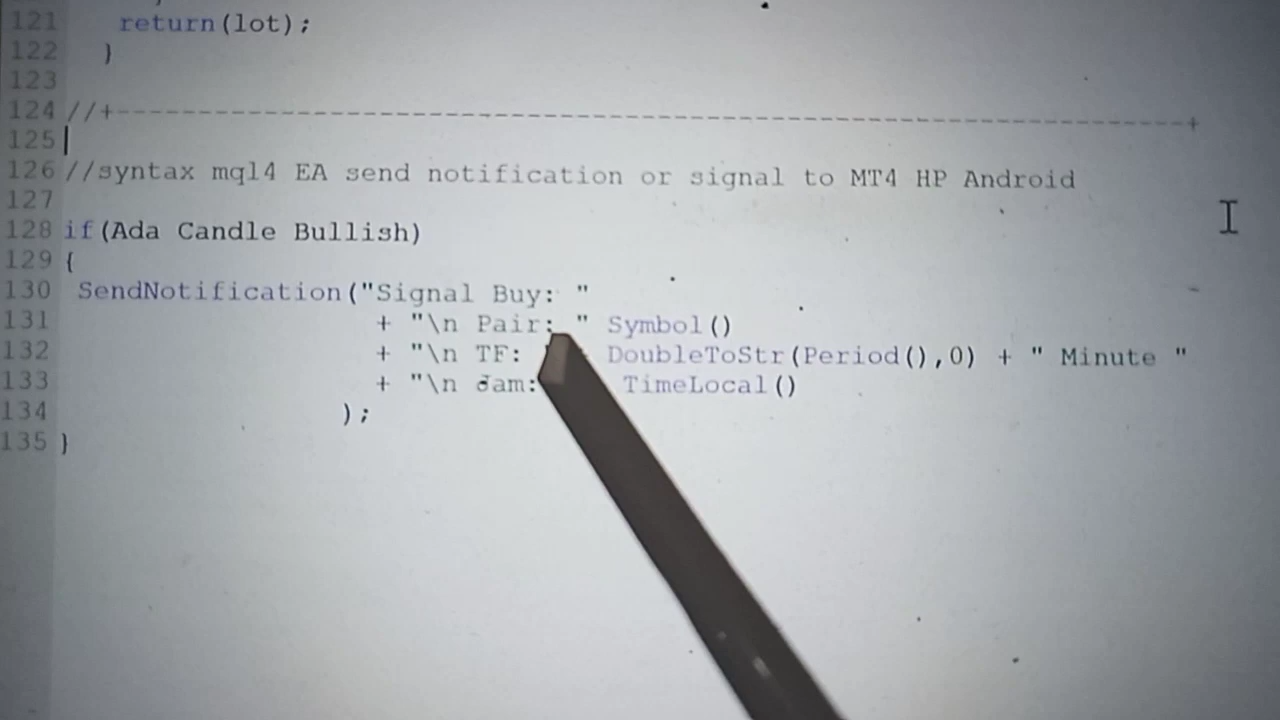 121 return(lot);
122 }
123
124 //+------------------------------------------------------------------+
125
126 //syntax mql4 EA send notification or signal to MT4 HP Android
127
128 if(Ada Candle Bullish)
129 {
130 SendNotification("Signal Buy: "
131 + "\n Pair: " Symbol()
132 + "\n TF: DoubleToStr(Period(),0) + " Minute "
133 + "\n Jam: TimeLocal()
134 );
135 }